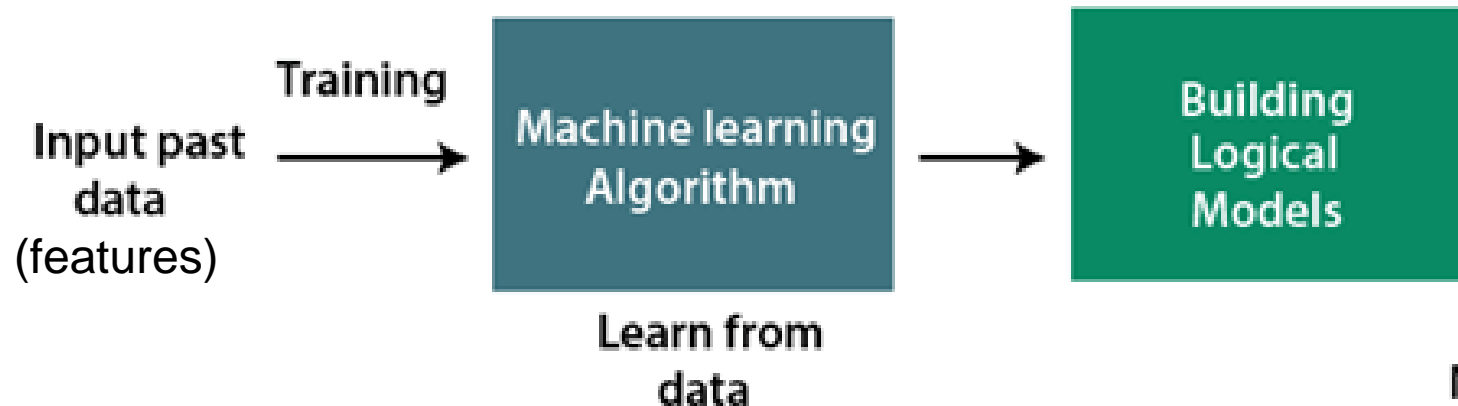 Training
Input past
data
(features)
Machine learning
Algorithm
Learn from
data
Building
Logical
Models